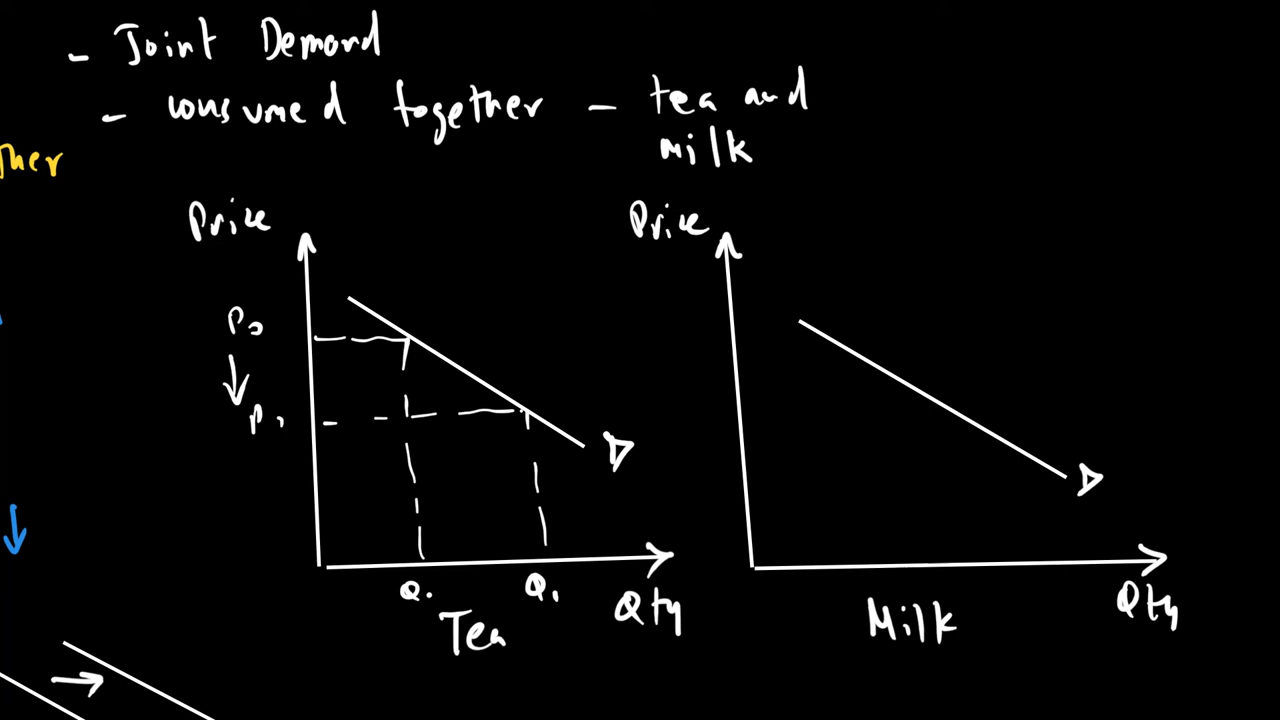 - Joint Demand
- consumed together - tea and
milk
ther
Price
Price
P0
P1
D
D
Q0
Q1
Qty
Qty
Tea
Milk